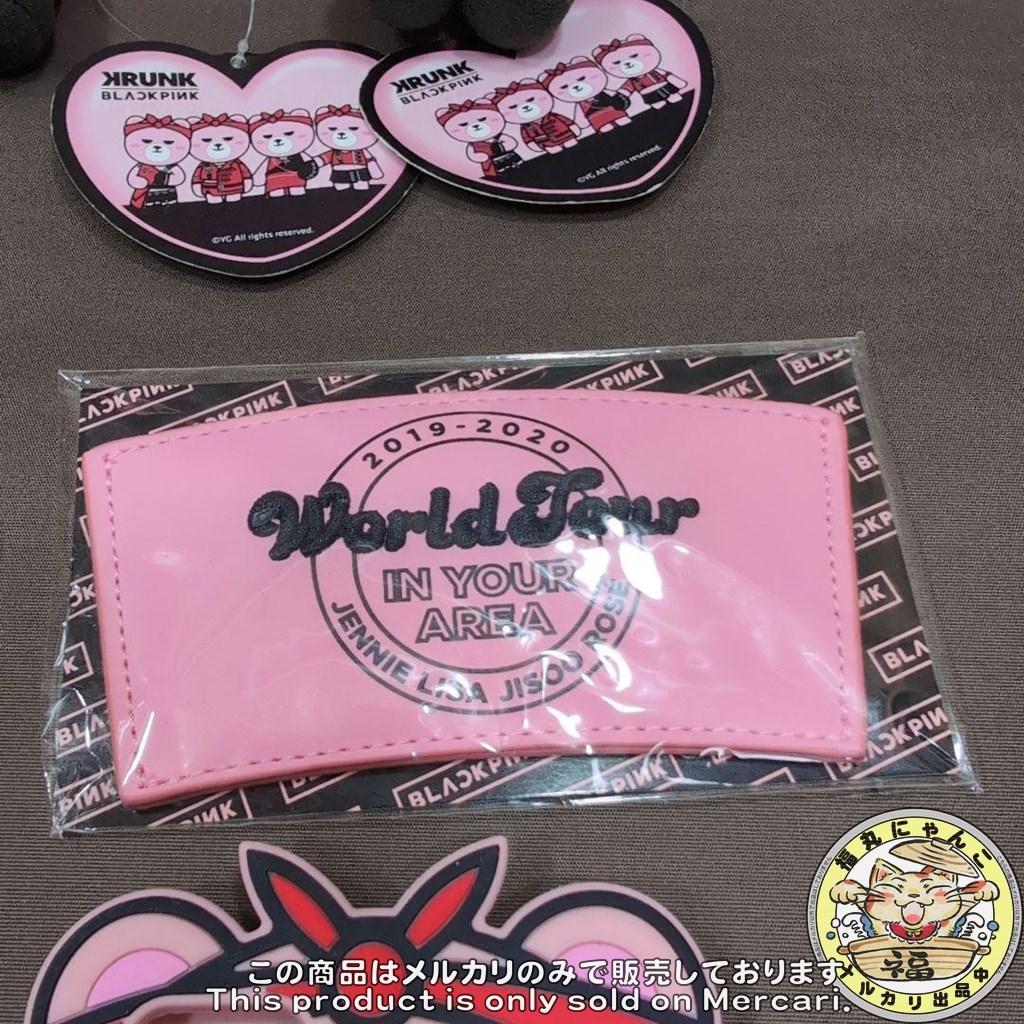 KRUNK
BLACKPINK
©YG All rights reserved.
KRUNK
BLACKPINK
©YG All rights reserved.
BLACKPINK
BLACKPINK
2019-2020
World Tour
IN YOUR
AREA
JENNIE LISA JISOO ROSÉ
BLACKPINK
福丸にゃんこ
福
メルカリ出品中
この商品はメルカリのみで販売しております
This product is only sold on Mercari.